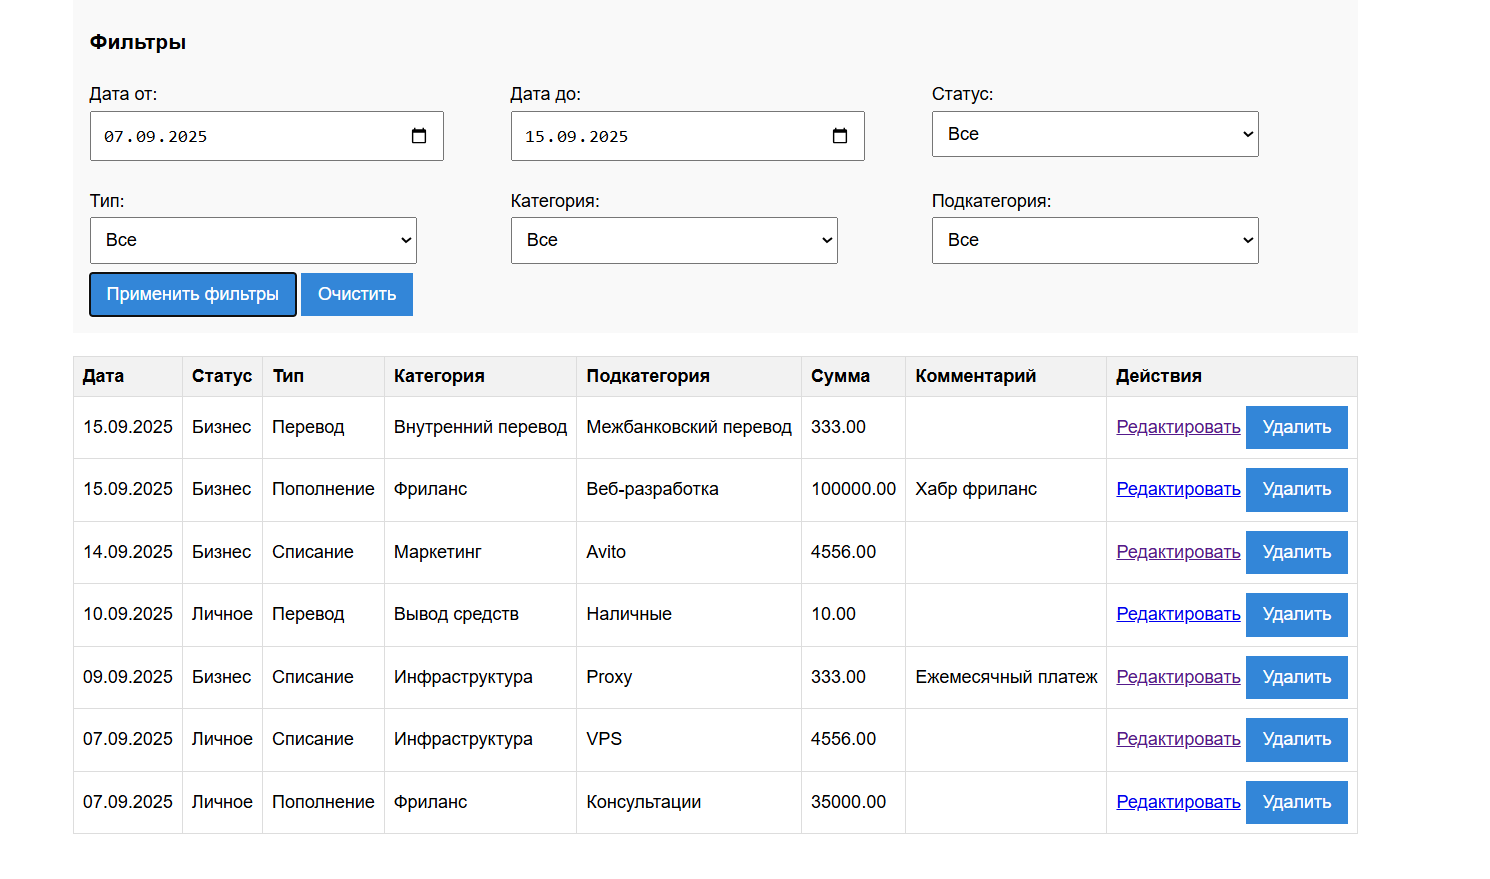 Фильтры
Дата от: Дата до: Статус:
07.09.2025 15.09.2025 Все
Тип: Категория: Подкатегория:
Все Все Все
Применить фильтры Очистить
Дата Статус Тип Категория Подкатегория Сумма Комментарий Действия
15.09.2025 Бизнес Перевод Внутренний перевод Межбанковский перевод 333.00 Редактировать Удалить
15.09.2025 Бизнес Пополнение Фриланс Веб-разработка 100000.00 Хабр фриланс Редактировать Удалить
14.09.2025 Бизнес Списание Маркетинг Avito 4556.00 Редактировать Удалить
10.09.2025 Личное Перевод Вывод средств Наличные 10.00 Редактировать Удалить
09.09.2025 Бизнес Списание Инфраструктура Proxy 333.00 Ежемесячный платеж Редактировать Удалить
07.09.2025 Личное Списание Инфраструктура VPS 4556.00 Редактировать Удалить
07.09.2025 Личное Пополнение Фриланс Консультации 35000.00 Редактировать Удалить